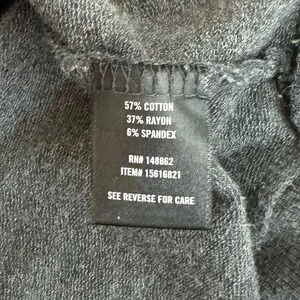 57% COTTON
37% RAYON
6% SPANDEX
RN# 148862
ITEM# 15616821
SEE REVERSE FOR CARE